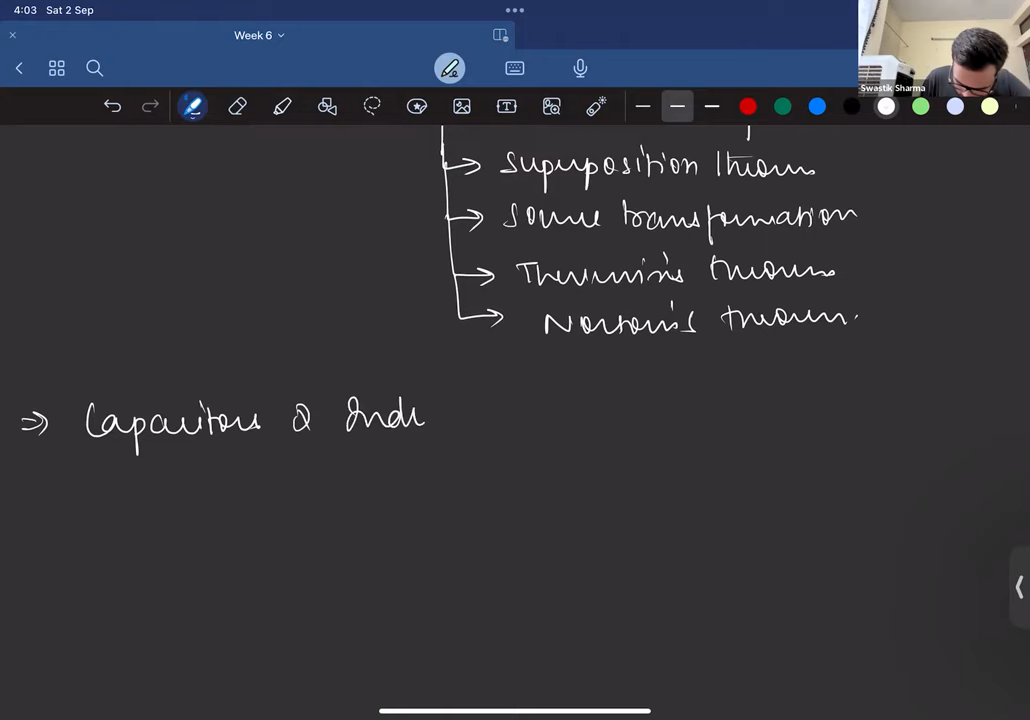 4:03 Sat 2 Sep
Week 6
Swastik Sharma
Superposition theorem
Source transformation
Thevenin's theorem
Norton's theorem.
⇒ Capacitors & Indu